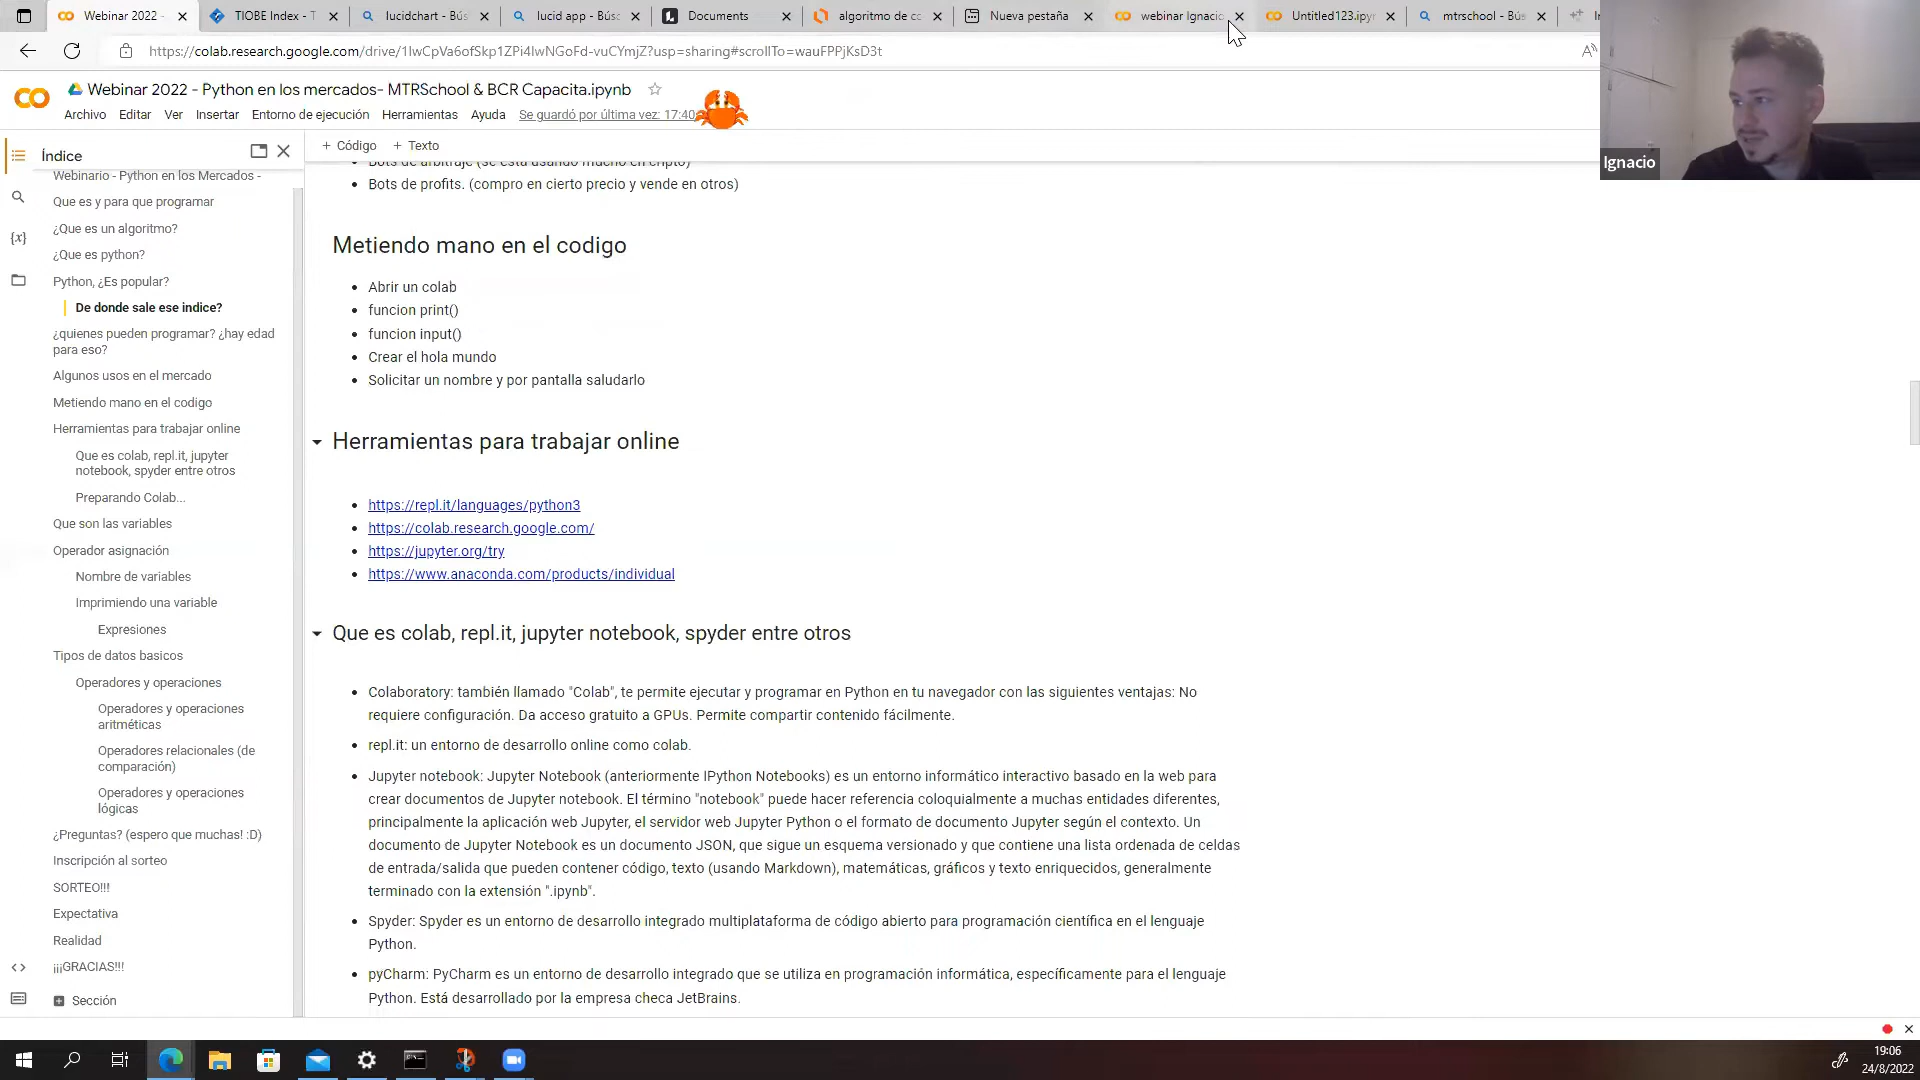 Webinar 2022 -
TIOBE Index - T
lucidchart - Bús
lucid app - Búsc
Documents
algoritmo de cc
Nueva pestaña
webinar Ignacio
Untitled123.ipyr
mtrschool - Bús
https://colab.research.google.com/drive/1lwCpVa6ofSkp1ZPi4lwNGoFd-vuCYmjZ?usp=sharing#scrollTo=wauFPPjKsD3t
Webinar 2022 - Python en los mercados- MTRSchool & BCR Capacita.ipynb
Archivo Editar Ver Insertar Entorno de ejecución Herramientas Ayuda Se guardó por última vez: 17:40
Ignacio
Índice
+ Código + Texto
Webinario - Python en los Mercados -
Que es y para que programar
¿Que es un algoritmo?
¿Que es python?
Python, ¿Es popular?
De donde sale ese indice?
¿quienes pueden programar? ¿hay edad
para eso?
Algunos usos en el mercado
Metiendo mano en el codigo
Herramientas para trabajar online
Que es colab, repl.it, jupyter
notebook, spyder entre otros
Preparando Colab...
Que son las variables
Operador asignación
Nombre de variables
Imprimiendo una variable
Expresiones
Tipos de datos basicos
Operadores y operaciones
Operadores y operaciones
aritméticas
Operadores relacionales (de
comparación)
Operadores y operaciones
lógicas
¿Preguntas? (espero que muchas! :D)
Inscripción al sorteo
SORTEO!!!
Expectativa
Realidad
¡¡¡GRACIAS!!!
Sección
Bots de arbitraje (se esta usando mucho en cripto)
Bots de profits. (compro en cierto precio y vende en otros)
Metiendo mano en el codigo
Abrir un colab
funcion print()
funcion input()
Crear el hola mundo
Solicitar un nombre y por pantalla saludarlo
Herramientas para trabajar online
https://repl.it/languages/python3
https://colab.research.google.com/
https://jupyter.org/try
https://www.anaconda.com/products/individual
Que es colab, repl.it, jupyter notebook, spyder entre otros
Colaboratory: también llamado "Colab", te permite ejecutar y programar en Python en tu navegador con las siguientes ventajas: No
requiere configuración. Da acceso gratuito a GPUs. Permite compartir contenido fácilmente.
repl.it: un entorno de desarrollo online como colab.
Jupyter notebook: Jupyter Notebook (anteriormente IPython Notebooks) es un entorno informático interactivo basado en la web para
crear documentos de Jupyter notebook. El término "notebook" puede hacer referencia coloquialmente a muchas entidades diferentes,
principalmente la aplicación web Jupyter, el servidor web Jupyter Python o el formato de documento Jupyter según el contexto. Un
documento de Jupyter Notebook es un documento JSON, que sigue un esquema versionado y que contiene una lista ordenada de celdas
de entrada/salida que pueden contener código, texto (usando Markdown), matemáticas, gráficos y texto enriquecidos, generalmente
terminado con la extensión ".ipynb".
Spyder: Spyder es un entorno de desarrollo integrado multiplataforma de código abierto para programación científica en el lenguaje
Python.
pyCharm: PyCharm es un entorno de desarrollo integrado que se utiliza en programación informática, específicamente para el lenguaje
Python. Está desarrollado por la empresa checa JetBrains.
19:06
24/8/2022